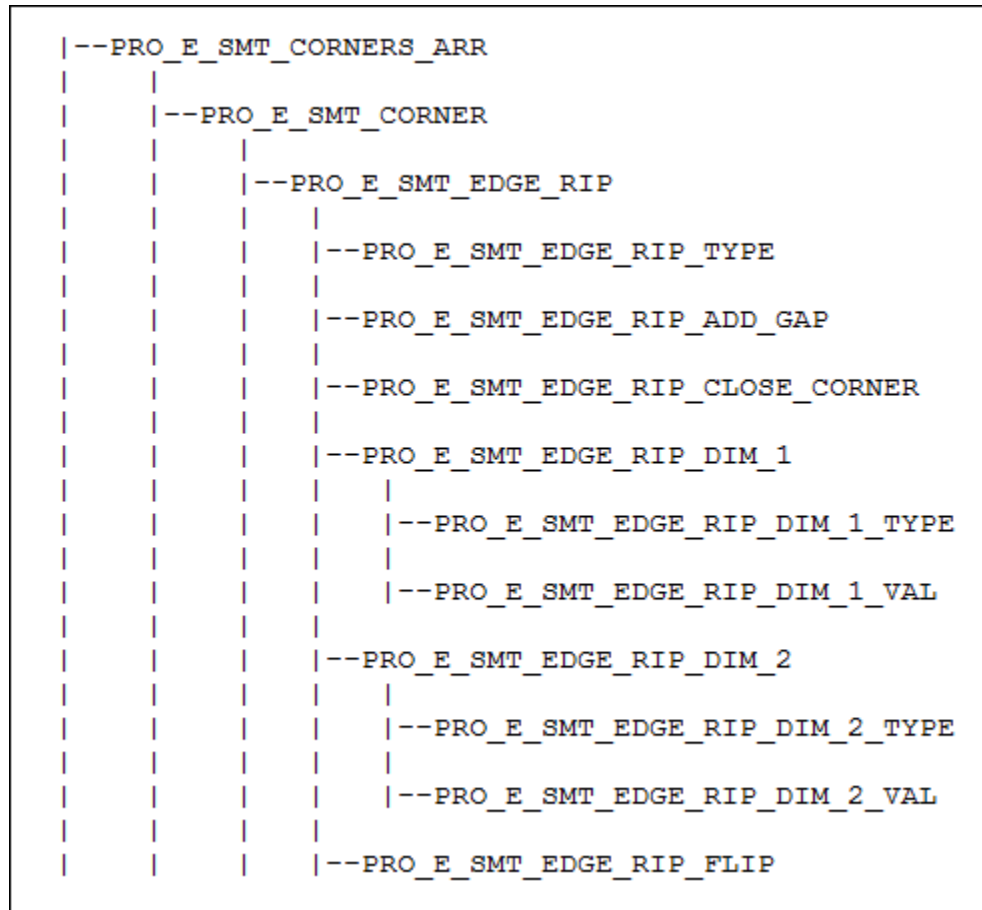 |--PRO_E_SMT_CORNERS_ARR
|    |
|    |--PRO_E_SMT_CORNER
|    |    |
|    |    |--PRO_E_SMT_EDGE_RIP
|    |    |   |
|    |    |   |--PRO_E_SMT_EDGE_RIP_TYPE
|    |    |   |
|    |    |   |--PRO_E_SMT_EDGE_RIP_ADD_GAP
|    |    |   |
|    |    |   |--PRO_E_SMT_EDGE_RIP_CLOSE_CORNER
|    |    |   |
|    |    |   |--PRO_E_SMT_EDGE_RIP_DIM_1
|    |    |   |   |
|    |    |   |   |--PRO_E_SMT_EDGE_RIP_DIM_1_TYPE
|    |    |   |   |
|    |    |   |   |--PRO_E_SMT_EDGE_RIP_DIM_1_VAL
|    |    |   |
|    |    |   |--PRO_E_SMT_EDGE_RIP_DIM_2
|    |    |   |   |
|    |    |   |   |--PRO_E_SMT_EDGE_RIP_DIM_2_TYPE
|    |    |   |   |
|    |    |   |   |--PRO_E_SMT_EDGE_RIP_DIM_2_VAL
|    |    |   |
|    |    |   |--PRO_E_SMT_EDGE_RIP_FLIP